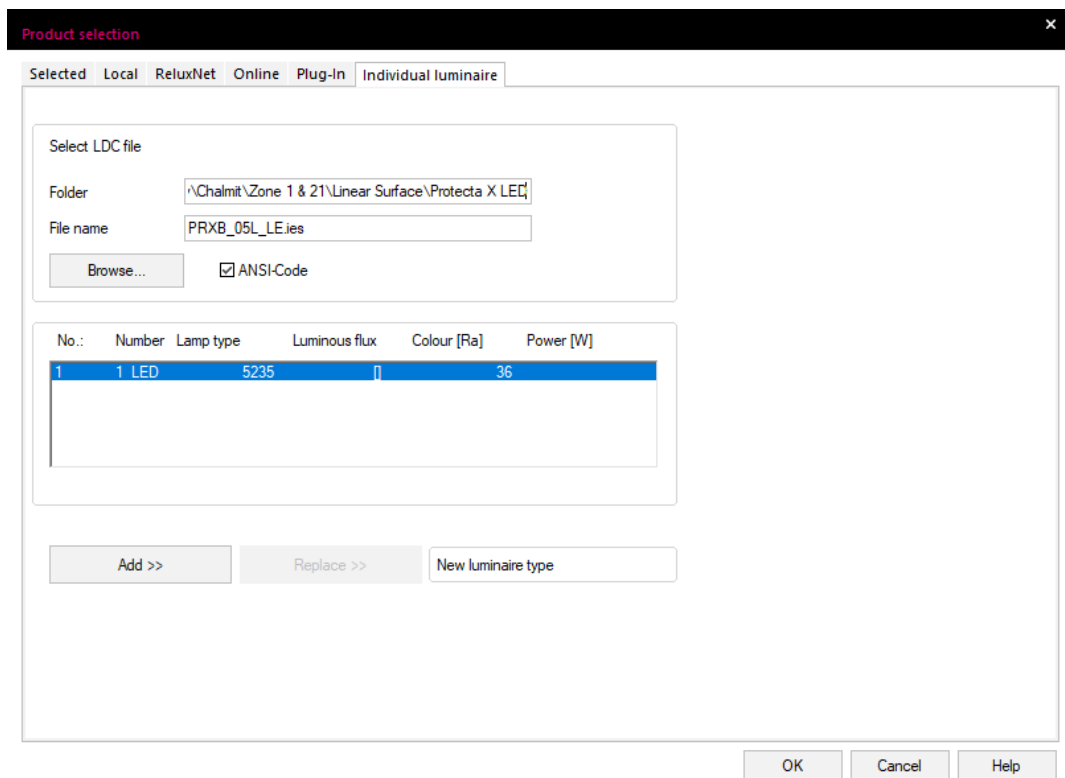 Product selection
Selected Local ReluxNet Online Plug-In Individual luminaire
Select LDC file
Folder \Chalmit\Zone 1 & 21\Linear Surface\Protecta X LED
File name PRXB_05L_LE.ies
Browse... ANSI-Code
No.: Number Lamp type Luminous flux Colour [Ra] Power [W]
1 1 LED 5235 [] 36
Add >> Replace >> New luminaire type
OK Cancel Help